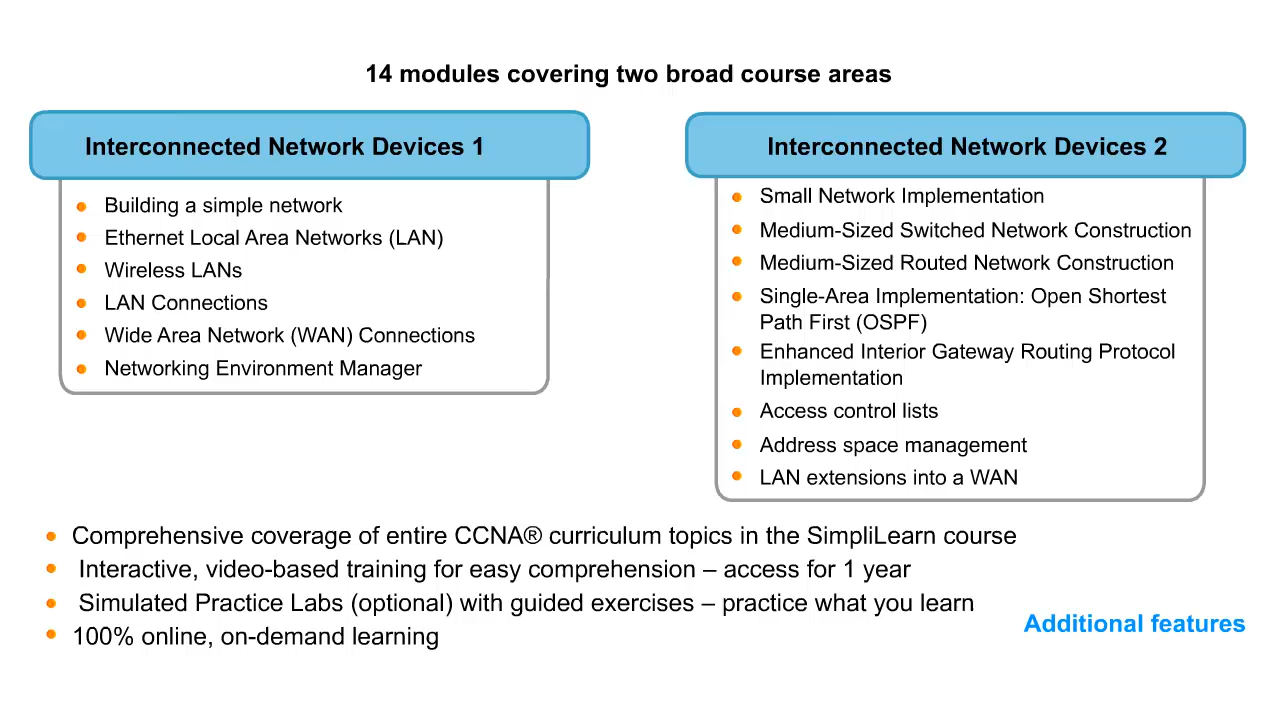 14 modules covering two broad course areas
Interconnected Network Devices 1
Building a simple network
Ethernet Local Area Networks (LAN)
Wireless LANs
LAN Connections
Wide Area Network (WAN) Connections
Networking Environment Manager
Interconnected Network Devices 2
Small Network Implementation
Medium-Sized Switched Network Construction
Medium-Sized Routed Network Construction
Single-Area Implementation: Open Shortest
Path First (OSPF)
Enhanced Interior Gateway Routing Protocol
Implementation
Access control lists
Address space management
LAN extensions into a WAN
Comprehensive coverage of entire CCNA® curriculum topics in the SimpliLearn course
Interactive, video-based training for easy comprehension – access for 1 year
Simulated Practice Labs (optional) with guided exercises – practice what you learn
100% online, on-demand learning
Additional features